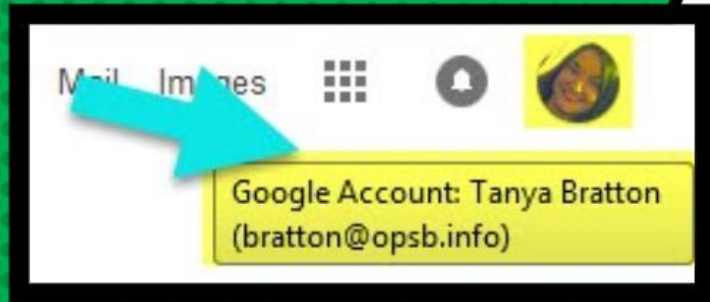 Mail Images
Google Account: Tanya Bratton
(bratton@opsb.info)